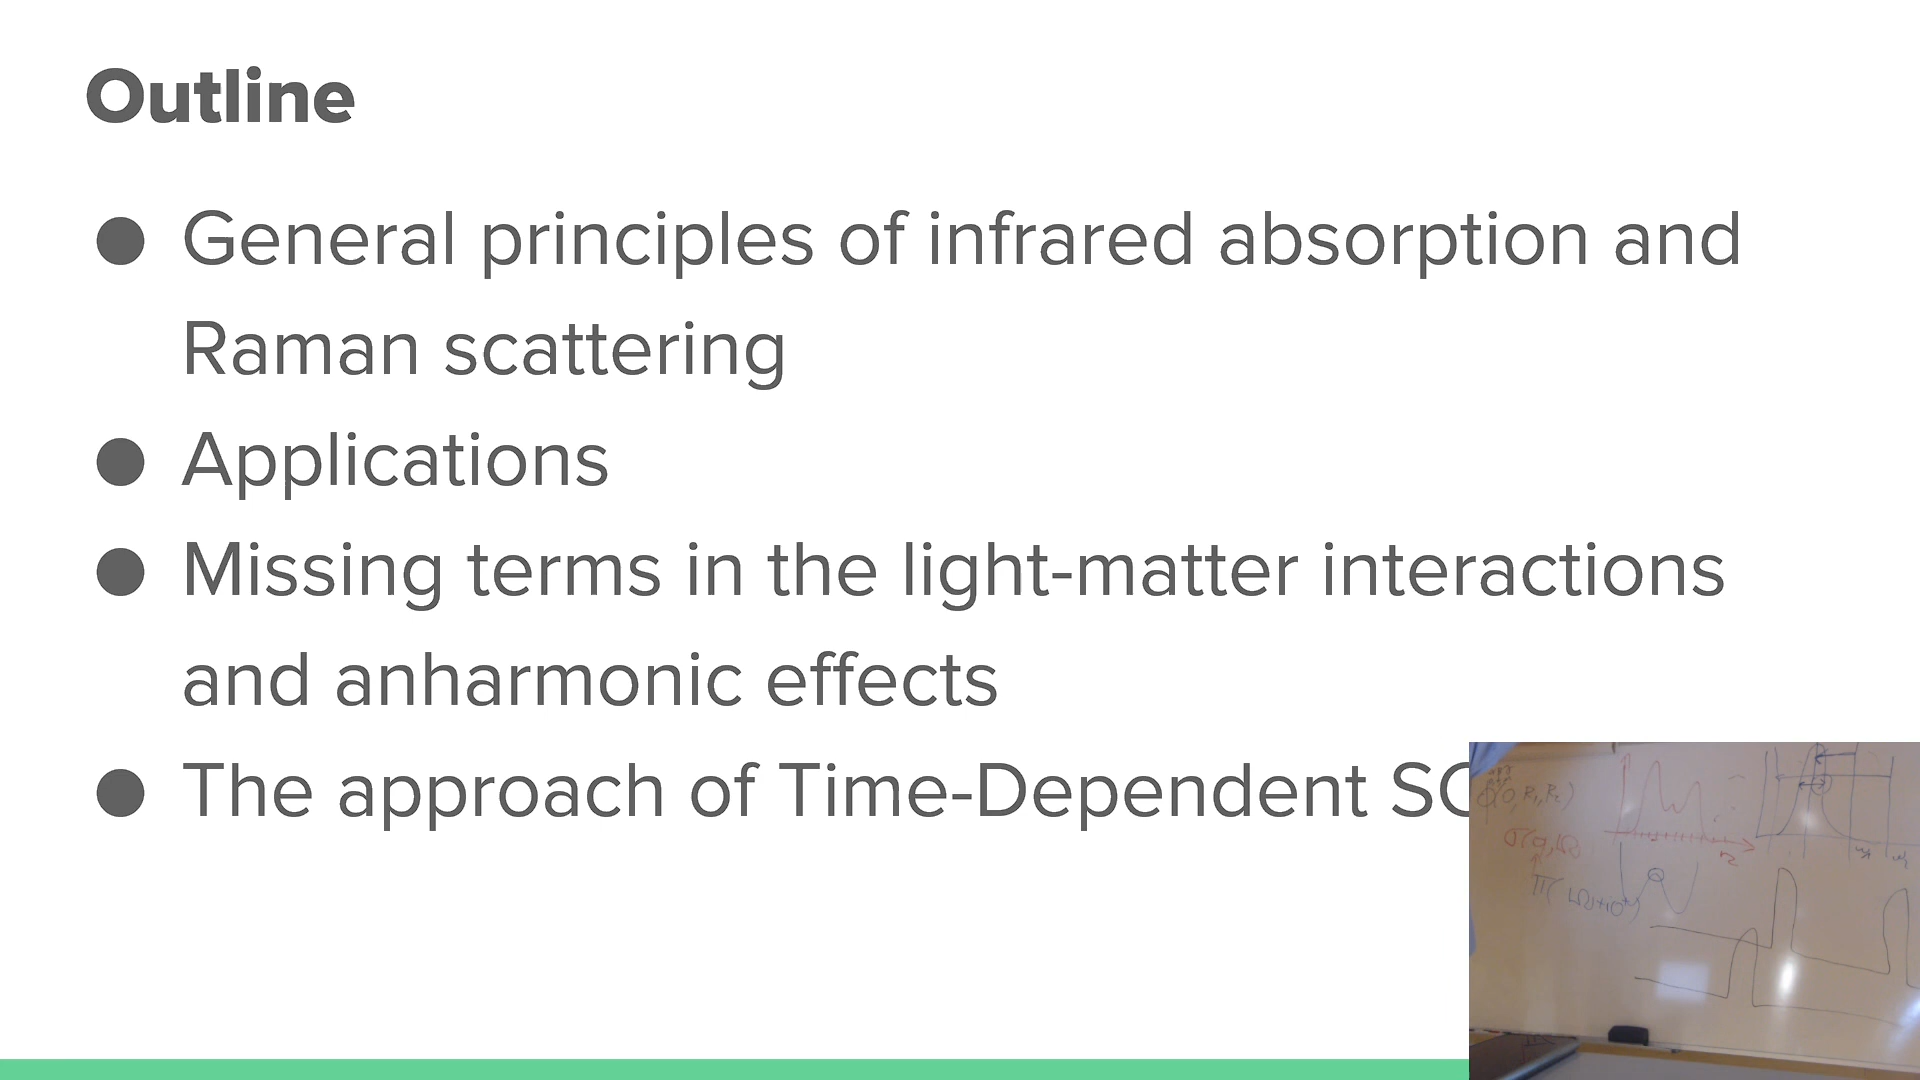 Outline
● General principles of infrared absorption and
Raman scattering
● Applications
● Missing terms in the light-matter interactions
and anharmonic effects
● The approach of Time-Dependent SC